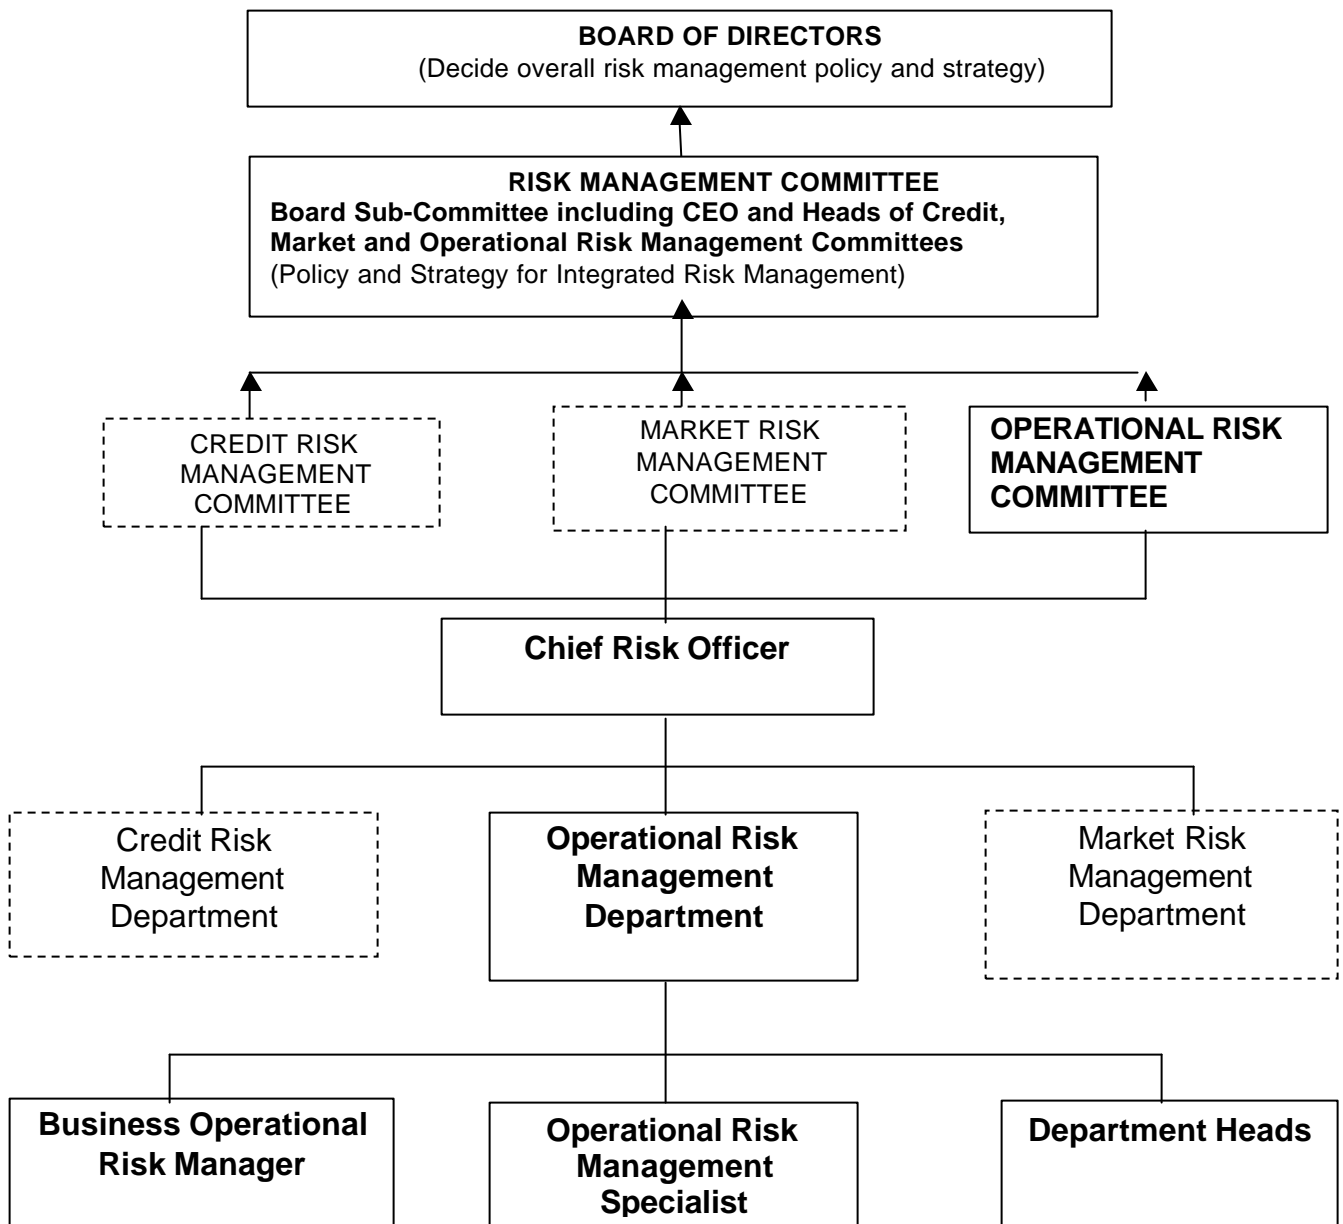 BOARD OF DIRECTORS
(Decide overall risk management policy and strategy)
RISK MANAGEMENT COMMITTEE
Board Sub-Committee including CEO and Heads of Credit,
Market and Operational Risk Management Committees
(Policy and Strategy for Integrated Risk Management)
CREDIT RISK
MANAGEMENT
COMMITTEE
MARKET RISK
MANAGEMENT
COMMITTEE
OPERATIONAL RISK
MANAGEMENT
COMMITTEE
Chief Risk Officer
Credit Risk
Management
Department
Operational Risk
Management
Department
Market Risk
Management
Department
Business Operational
Risk Manager
Operational Risk
Management
Specialist
Department Heads